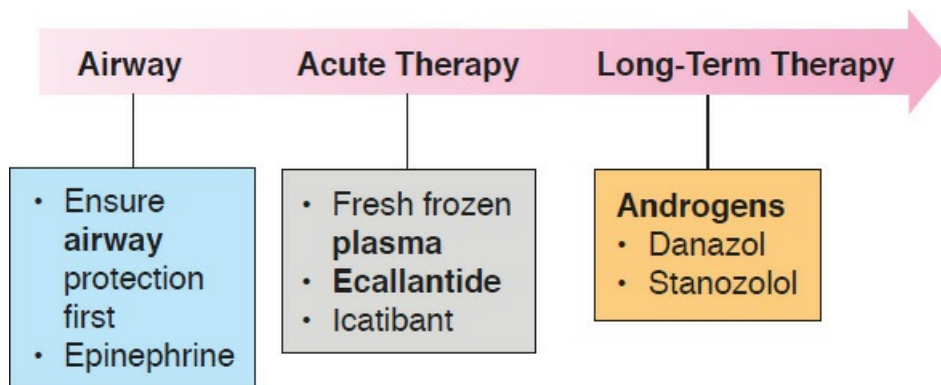 Airway
Acute Therapy
Long-Term Therapy
• Ensure
airway
protection
first
• Epinephrine
• Fresh frozen
plasma
• Ecallantide
• Icatibant
Androgens
• Danazol
• Stanozolol